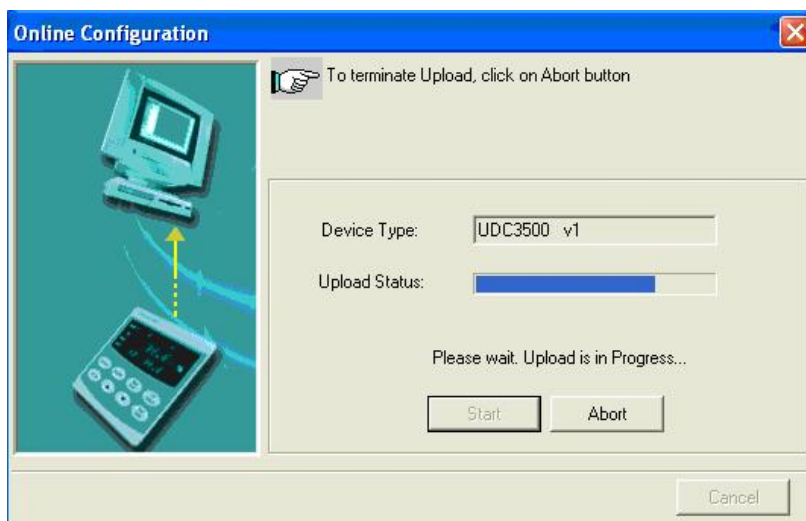 Online Configuration
To terminate Upload, click on Abort button
Device Type: UDC3500 v1
Upload Status:
Please wait. Upload is in Progress...
Start Abort
Cancel